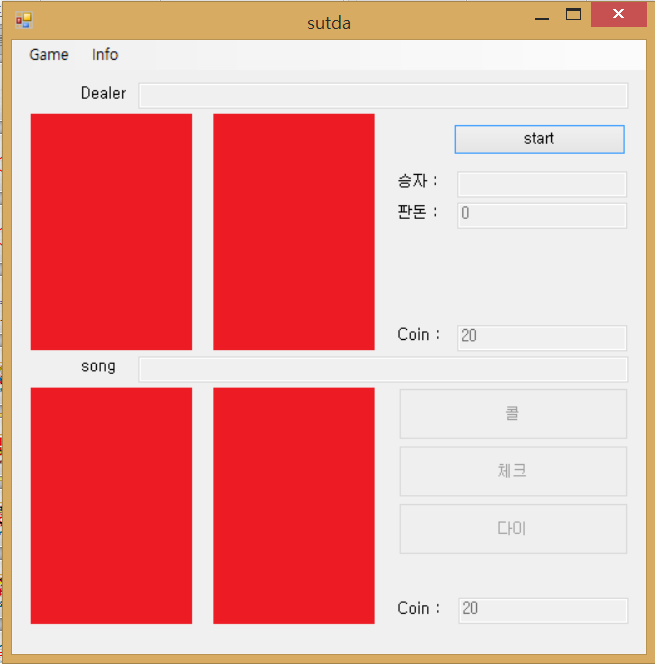 sutda
Game Info
Dealer
start
승자 :
판돈 : 0
Coin : 20
song
콜
체크
다이
Coin : 20